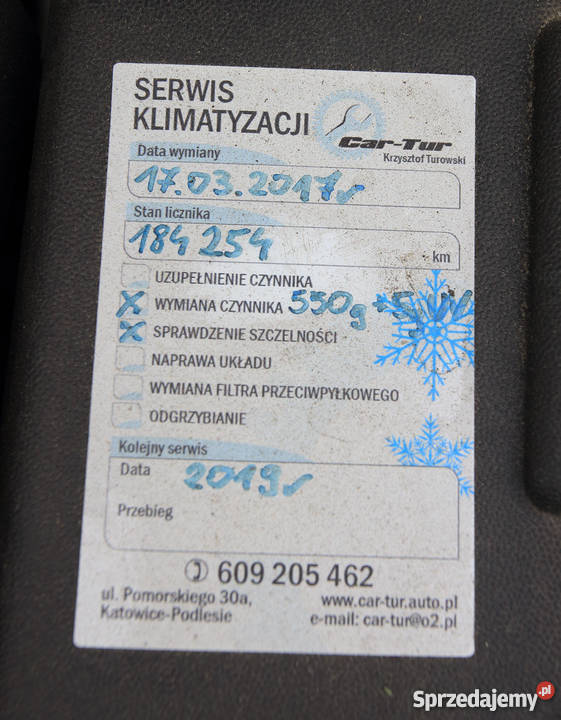 SERWIS
KLIMATYZACJI
Car-Tur
Krzysztof Turowski
Data wymiany
17.03.2017r
Stan licznika
184 254 km
UZUPEŁNIENIE CZYNNIKA
X WYMIANA CZYNNIKA 550g +
X SPRAWDZENIE SZCZELNOŚCI
NAPRAWA UKŁADU
WYMIANA FILTRA PRZECIWPYŁKOWEGO
ODGRZYBIANIE
Kolejny serwis
Data 2019r
Przebieg
609 205 462
ul. Pomorskiego 30a, www.car-tur.auto.pl
Katowice-Podlesie e-mail: car-tur@o2.pl
Sprzedajemy.pl